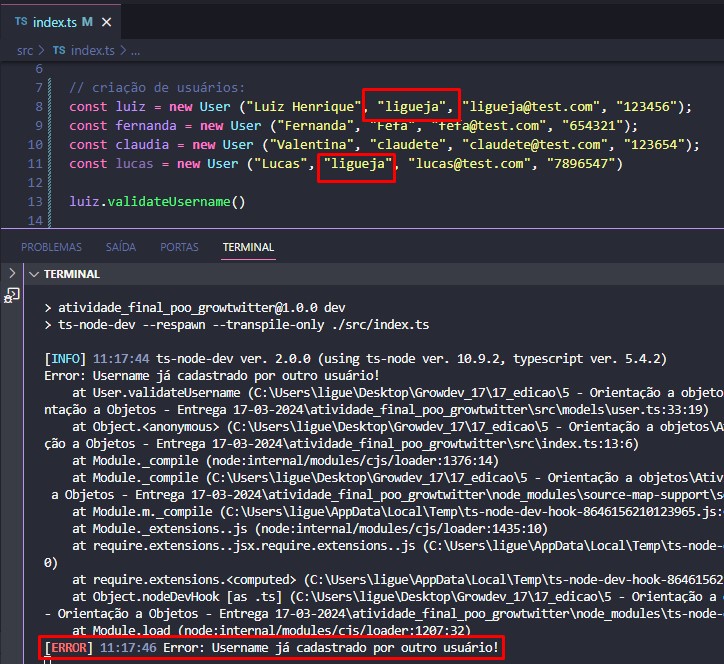 TS index.ts M ×
src > TS index.ts > ...
6
7 // criação de usuários:
8 const luiz = new User ("Luiz Henrique", "ligueja", "ligueja@test.com", "123456");
9 const fernanda = new User ("Fernanda", "Fefa", "fefa@test.com", "654321");
10 const claudia = new User ("Valentina", "claudete", "claudete@test.com", "123654");
11 const lucas = new User ("Lucas", "ligueja", "lucas@test.com", "7896547")
12
13 luiz.validateUsername()
14
PROBLEMAS SAÍDA PORTAS TERMINAL
TERMINAL
> atividade_final_poo_growtwitter@1.0.0 dev
> ts-node-dev --respawn --transpile-only ./src/index.ts
[INFO] 11:17:44 ts-node-dev ver. 2.0.0 (using ts-node ver. 10.9.2, typescript ver. 5.4.2)
Error: Username já cadastrado por outro usuário!
at User.validateUsername (C:\Users\ligue\Desktop\Growdev_17\17_edicao\5 - Orientação a objeto
ntação a Objetos - Entrega 17-03-2024\atividade_final_poo_growtwitter\src\models\user.ts:33:19)
at Object.<anonymous> (C:\Users\ligue\Desktop\Growdev_17\17_edicao\5 - Orientação a objetos\A
ção a Objetos - Entrega 17-03-2024\atividade_final_poo_growtwitter\src\index.ts:13:6)
at Module._compile (node:internal/modules/cjs/loader:1376:14)
at Module._compile (C:\Users\ligue\Desktop\Growdev_17\17_edicao\5 - Orientação a objetos\Ativ
a Objetos - Entrega 17-03-2024\atividade_final_poo_growtwitter\node_modules\source-map-support\s
at Module.m._compile (C:\Users\ligue\AppData\Local\Temp\ts-node-dev-hook-8646156210123965.js:
at Module._extensions..js (node:internal/modules/cjs/loader:1435:10)
at require.extensions..jsx.require.extensions..js (C:\Users\ligue\AppData\Local\Temp\ts-node-
0)
at require.extensions.<computed> (C:\Users\ligue\AppData\Local\Temp\ts-node-dev-hook-86461562
at Object.nodeDevHook [as .ts] (C:\Users\ligue\Desktop\Growdev_17\17_edicao\5 - Orientação a o
- Orientação a Objetos - Entrega 17-03-2024\atividade_final_poo_growtwitter\node_modules\ts-node-
at Module.load (node:internal/modules/cjs/loader:1207:32)
[ERROR] 11:17:46 Error: Username já cadastrado por outro usuário!